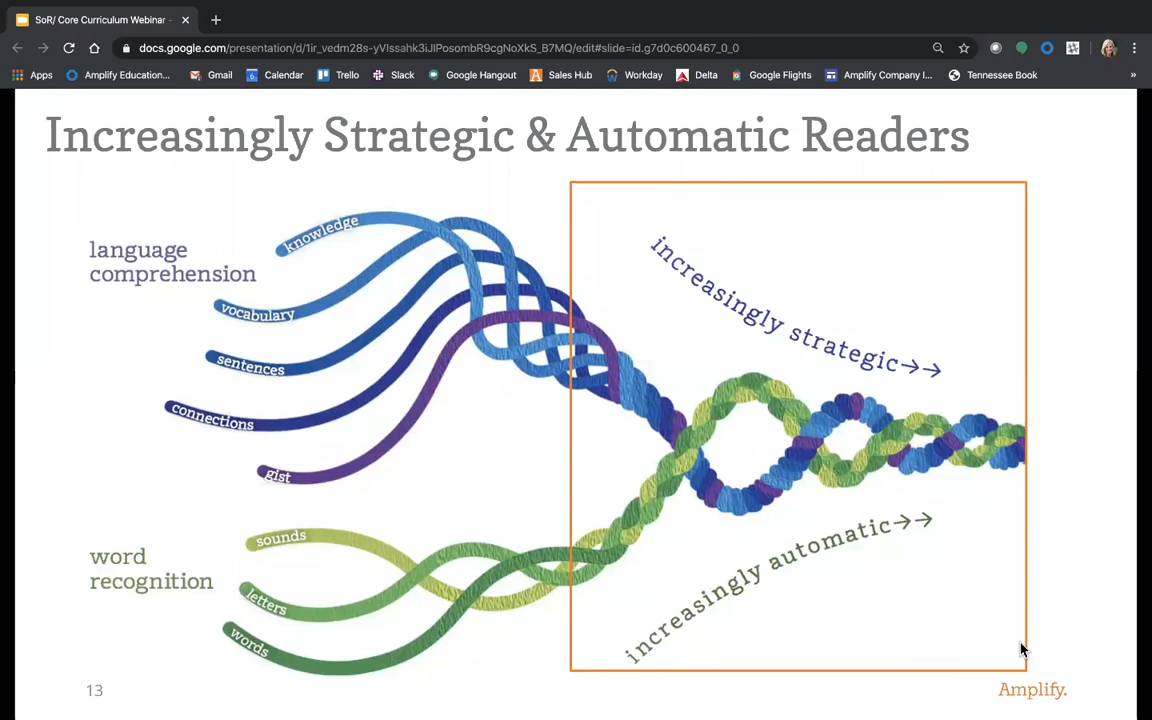 SoR/ Core Curriculum Webinar -
docs.google.com/presentation/d/1ir_vedm28s-yVIssahk3iJIPosombR9cgNoXkS_B7MQ/edit#slide=id.g7d0c600467_0_0
Apps Amplify Education... Gmail Calendar Trello Slack Google Hangout Sales Hub Workday Delta Google Flights Amplify Company I... Tennessee Book »
Increasingly Strategic & Automatic Readers
language
comprehension
knowledge
vocabulary
sentences
connections
gist
increasingly strategic→→
word
recognition
sounds
letters
words
increasingly automatic→→
13
Amplify.